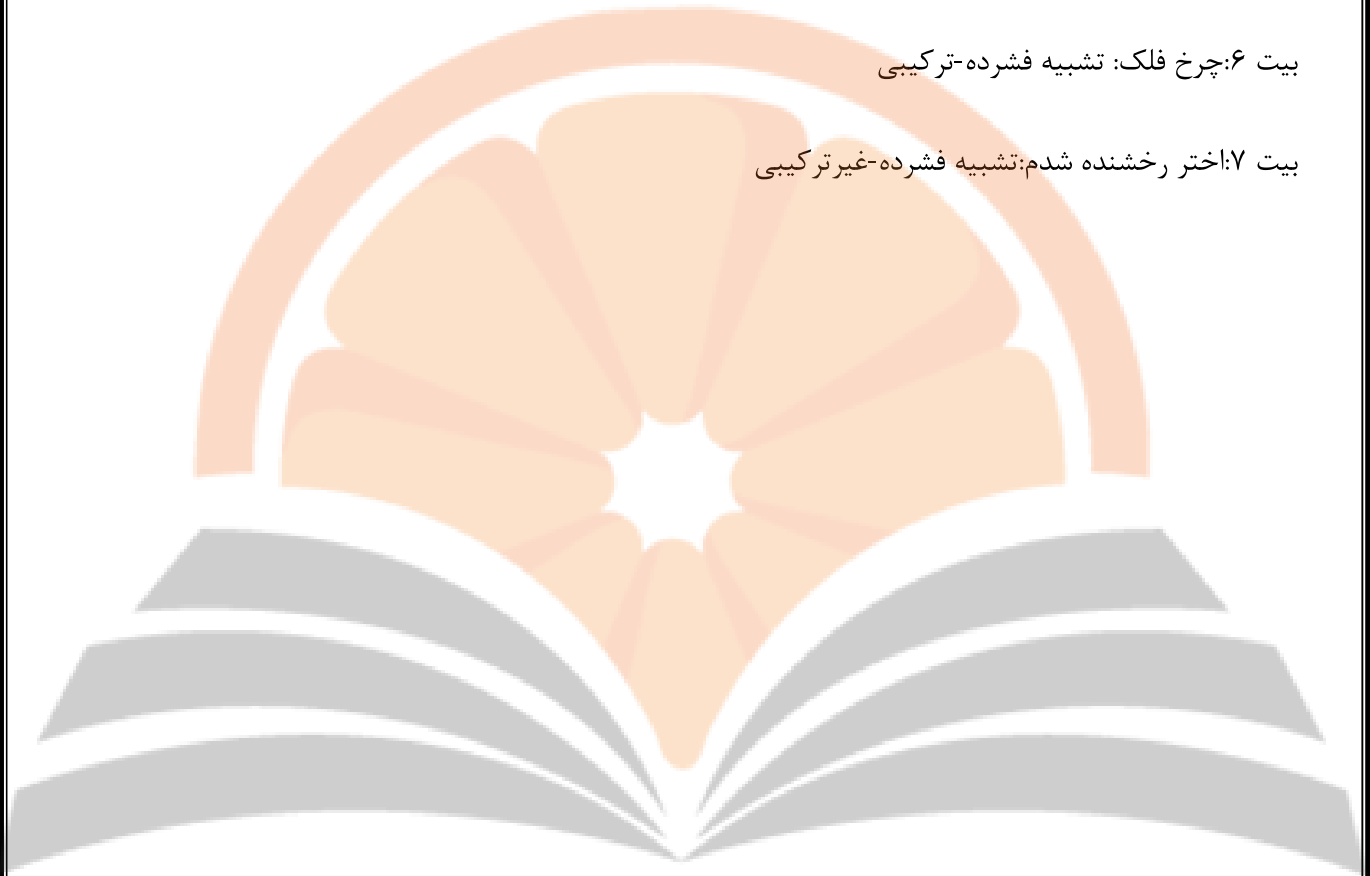 بیت ۶:چرخ فلک: تشبیه فشرده-ترکیبی
بیت ۷:اختر رخشنده شدم:تشبیه فشرده-غیرترکیبی